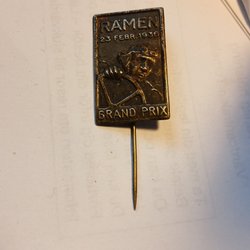 RAMEN
23 FEBR. 1936
GRAND PRIX